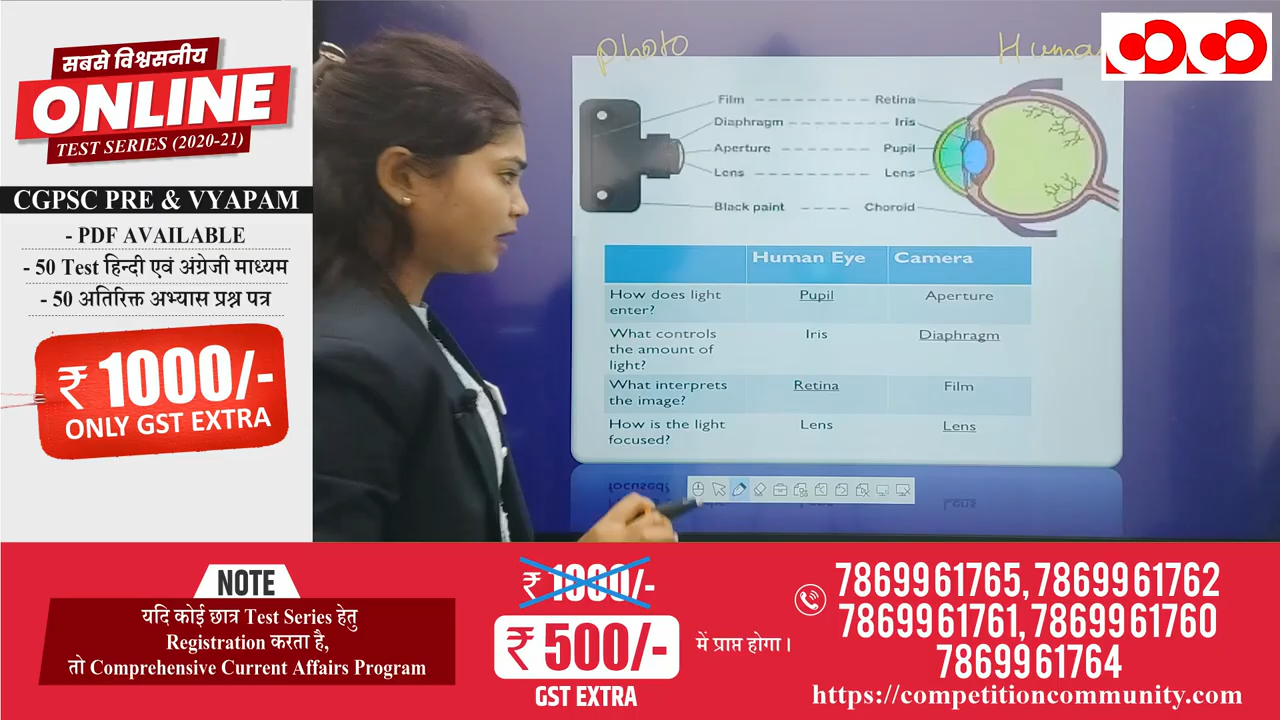 सबसे विश्वसनीय
ONLINE
TEST SERIES (2020-21)
CGPSC PRE & VYAPAM
- PDF AVAILABLE
- 50 Test हिन्दी एवं अंग्रेजी माध्यम
- 50 अतिरिक्त अभ्यास प्रश्न पत्र
₹ 1000/-
ONLY GST EXTRA
Photo Human
Film Retina
Diaphragm Iris
Aperture Pupil
Lens Lens
Black paint Choroid
Human Eye Camera
How does light enter? Pupil Aperture
What controls the amount of light? Iris Diaphragm
What interprets the image? Retina Film
How is the light focused? Lens Lens
focused? Lens Lens
NOTE
यदि कोई छात्र Test Series हेतु
Registration करता है,
तो Comprehensive Current Affairs Program
₹ 1000/-
₹ 500/- में प्राप्त होगा।
GST EXTRA
7869961765, 7869961762
7869961761, 7869961760
7869961764
https://competitioncommunity.com